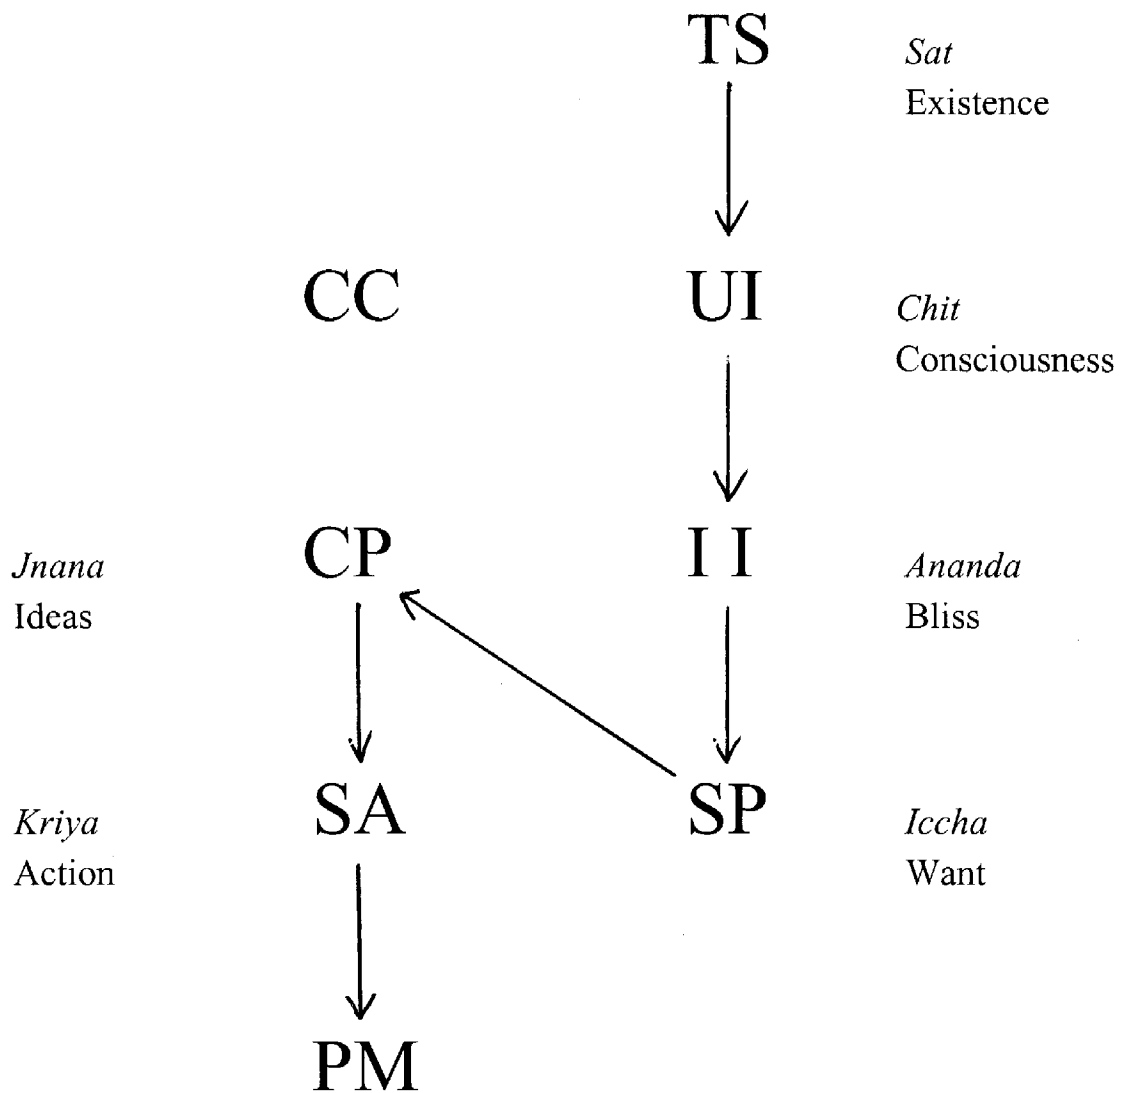 TS
Sat
Existence
CC
UI
Chit
Consciousness
Jnana
Ideas
CP
I I
Ananda
Bliss
Kriya
Action
SA
SP
Iccha
Want
PM